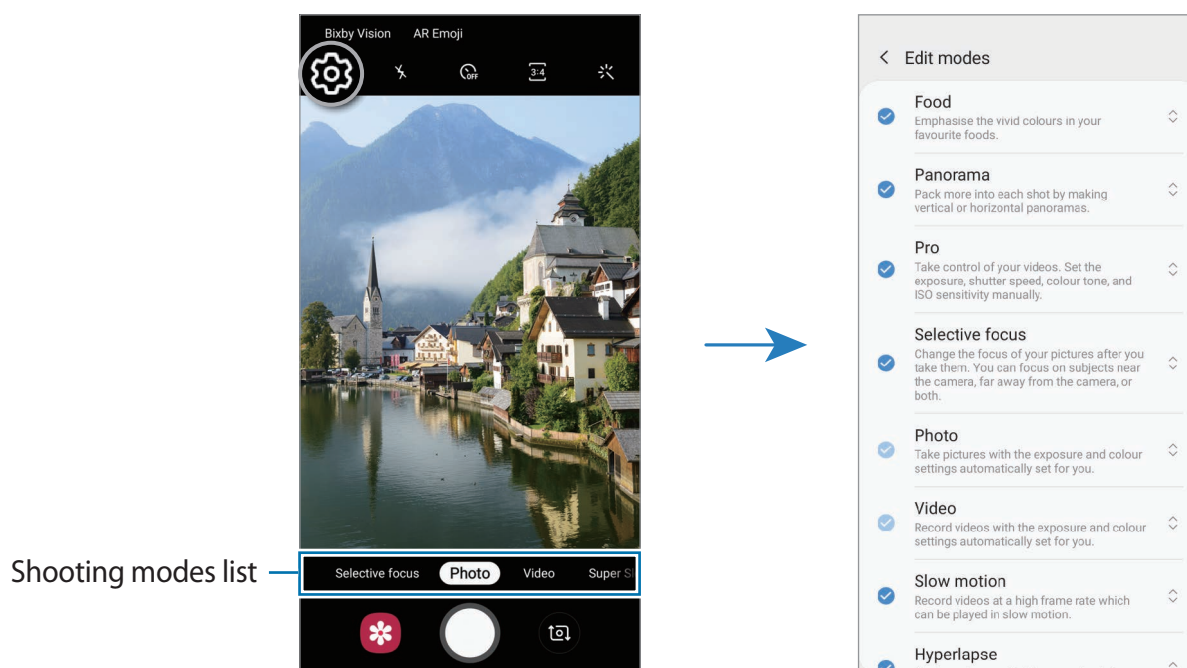 Bixby Vision AR Emoji
OFF 3:4
Shooting modes list
Selective focus Photo Video Super
Edit modes
Food
Emphasise the vivid colours in your
favourite foods.
Panorama
Pack more into each shot by making
vertical or horizontal panoramas.
Pro
Take control of your videos. Set the
exposure, shutter speed, colour tone, and
ISO sensitivity manually.
Selective focus
Change the focus of your pictures after you
take them. You can focus on subjects near
the camera, far away from the camera, or
both.
Photo
Take pictures with the exposure and colour
settings automatically set for you.
Video
Record videos with the exposure and colour
settings automatically set for you.
Slow motion
Record videos at a high frame rate which
can be played in slow motion.
Hyperlapse